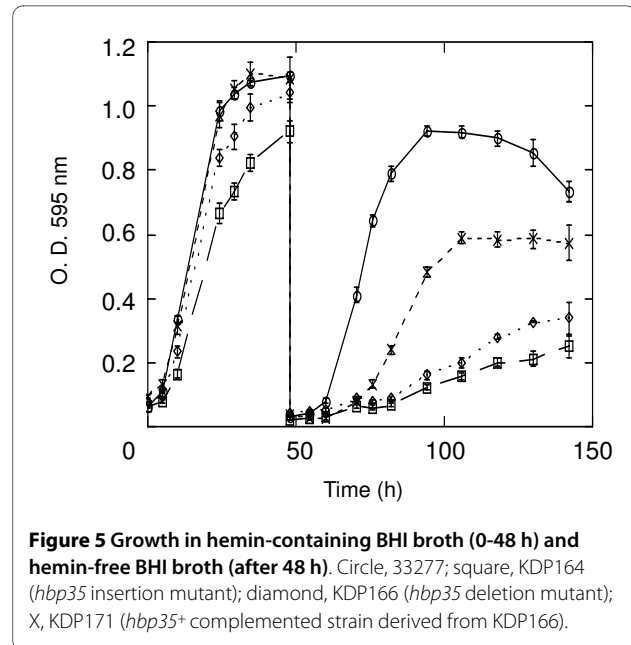 1.2
1.0
0.8
0.6
0.4
0.2
O. D. 595 nm
0 50 100 150
Time (h)
Figure 5 Growth in hemin-containing BHI broth (0-48 h) and
hemin-free BHI broth (after 48 h). Circle, 33277; square, KDP164
(hbp35 insertion mutant); diamond, KDP166 (hbp35 deletion mutant);
X, KDP171 (hbp35+ complemented strain derived from KDP166).